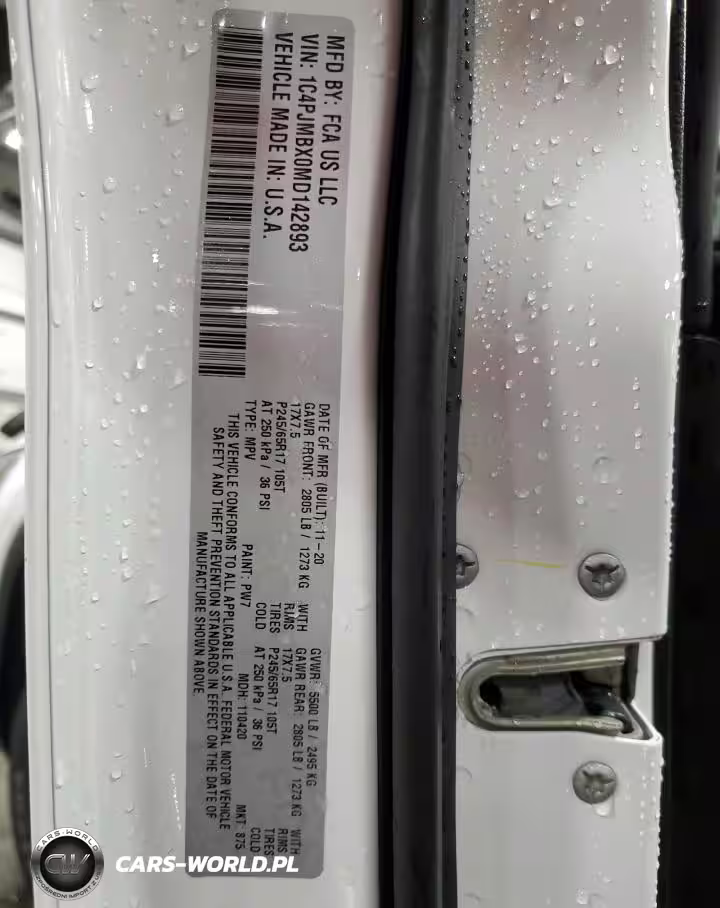 MFD BY: FCA US LLC
VIN: 1C4PJMBX0MD142893
VEHICLE MADE IN: U.S.A.
DATE OF MFR (BUILT): 11-20 GVWR: 5500 LB / 2495 KG
GAWR FRONT: 2805 LB / 1273 KG WITH GAWR REAR: 2805 LB / 1273 KG WITH
17X7.5 RIMS 17X7.5 RIMS
P245/65R17 105T TIRES P245/65R17 105T TIRES
AT 250 kPa / 36 PSI COLD AT 250 kPa / 36 PSI COLD
TYPE: MPV PAINT: PW7 MDH: 110420 MKT: 875
THIS VEHICLE CONFORMS TO ALL APPLICABLE U.S.A. FEDERAL MOTOR VEHICLE
SAFETY AND THEFT PREVENTION STANDARDS IN EFFECT ON THE DATE OF
MANUFACTURE SHOWN ABOVE.
CARS-WORLD
CW
CARS-WORLD.PL